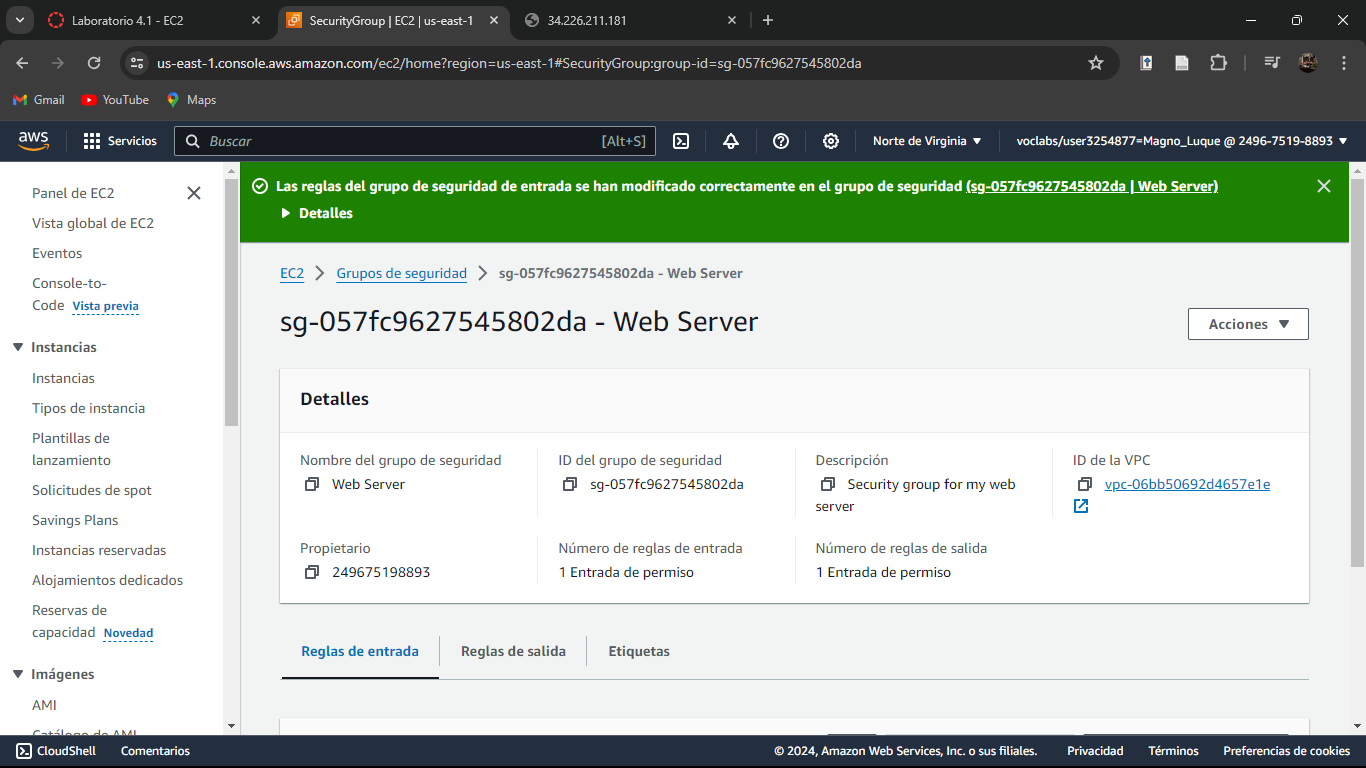 Laboratorio 4.1 - EC2
SecurityGroup | EC2 | us-east-1
34.226.211.181
us-east-1.console.aws.amazon.com/ec2/home?region=us-east-1#SecurityGroup:group-id=sg-057fc9627545802da
Gmail
YouTube
Maps
aws
Servicios
Buscar
[Alt+S]
Norte de Virginia
voclabs/user3254877=Magno_Luque @ 2496-7519-8893
Panel de EC2
Vista global de EC2
Eventos
Console-to-
Code Vista previa
Instancias
Instancias
Tipos de instancia
Plantillas de
lanzamiento
Solicitudes de spot
Savings Plans
Instancias reservadas
Alojamientos dedicados
Reservas de
capacidad Novedad
Imágenes
AMI
Catálogo de AMI
Las reglas del grupo de seguridad de entrada se han modificado correctamente en el grupo de seguridad (sg-057fc9627545802da | Web Server)
Detalles
EC2
Grupos de seguridad
sg-057fc9627545802da - Web Server
sg-057fc9627545802da - Web Server
Acciones
Detalles
Nombre del grupo de seguridad
Web Server
ID del grupo de seguridad
sg-057fc9627545802da
Descripción
Security group for my web
server
ID de la VPC
vpc-06bb50692d4657e1e
Propietario
249675198893
Número de reglas de entrada
1 Entrada de permiso
Número de reglas de salida
1 Entrada de permiso
Reglas de entrada
Reglas de salida
Etiquetas
CloudShell
Comentarios
© 2024, Amazon Web Services, Inc. o sus filiales.
Privacidad
Términos
Preferencias de cookies